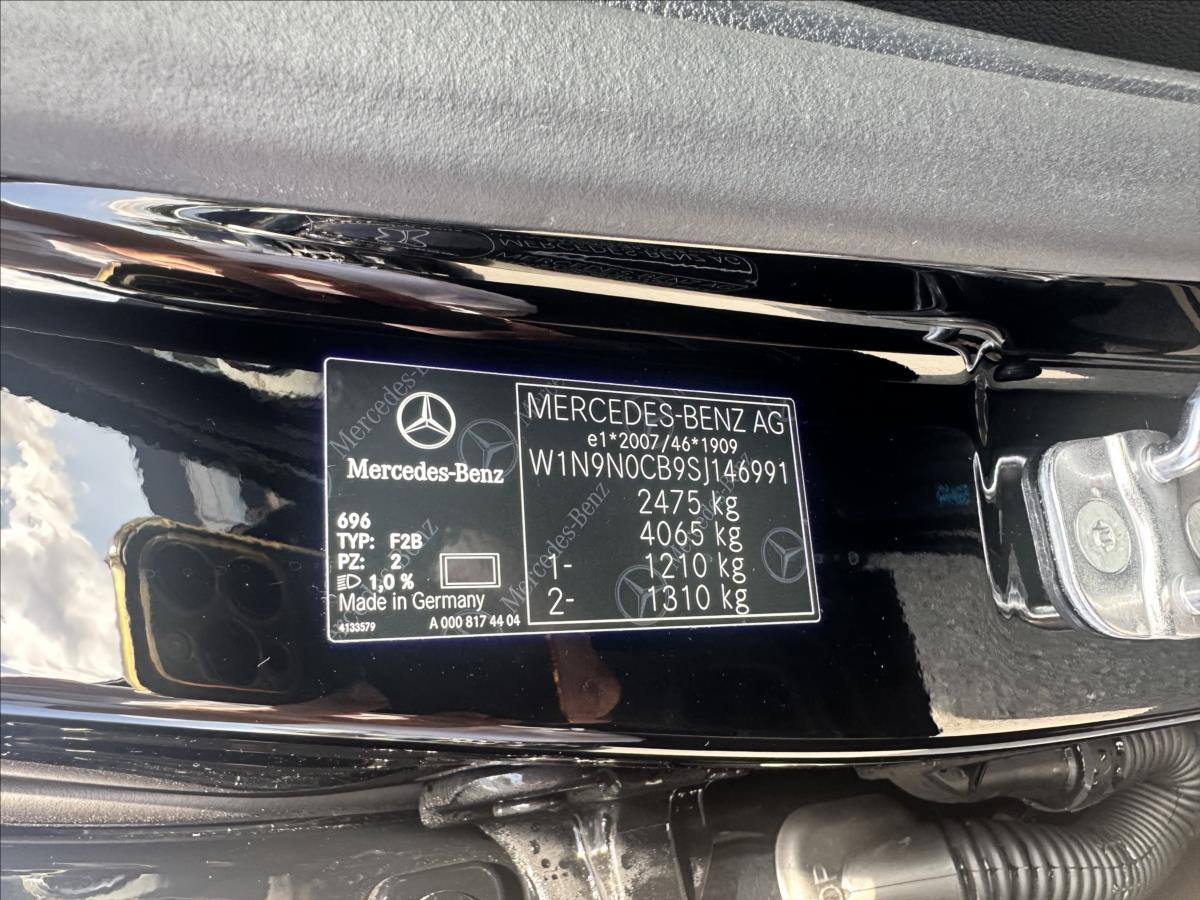 Mercedes-Benz
696
TYP: F2B
PZ: 2
1,0 %
Made in Germany
4133579
A 000 817 44 04
MERCEDES-BENZ AG
e1*2007/46*1909
W1N9N0CB9SJ146991
2475 kg
4065 kg
1- 1210 kg
2- 1310 kg